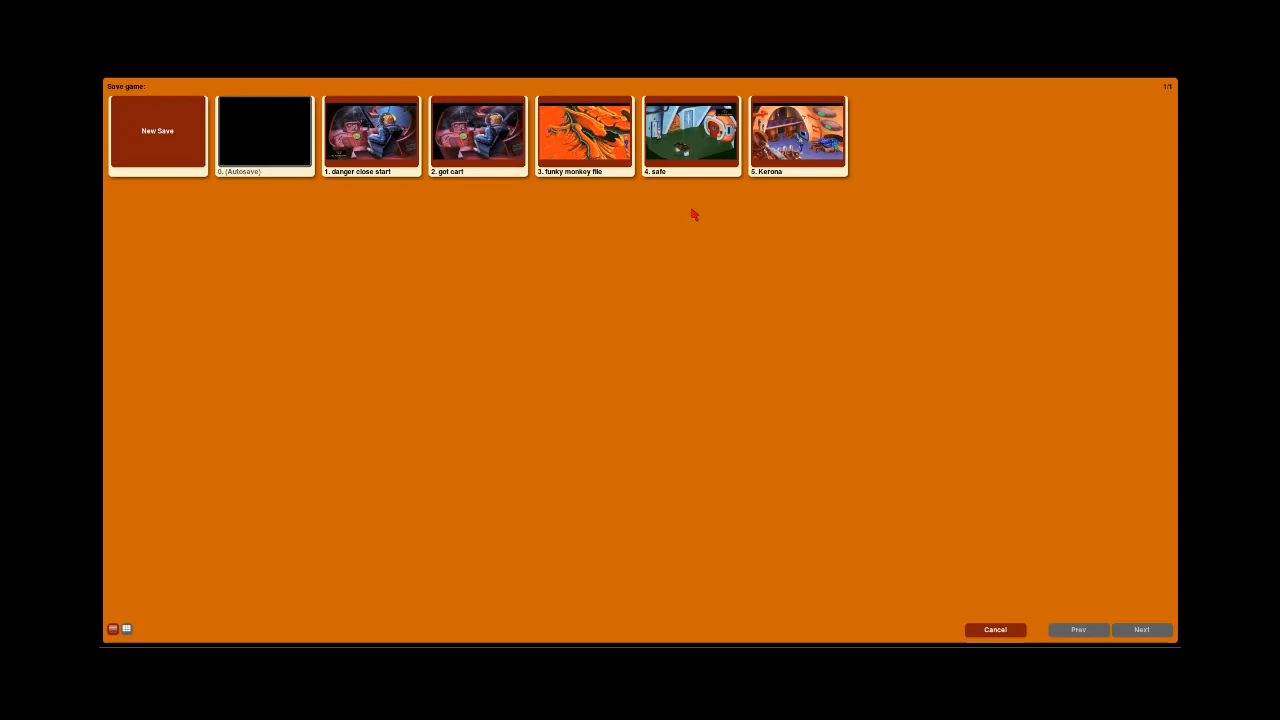 Save game:
1/1
New Save
0. (Autosave)
1. danger close start
2. got cart
3. funky monkey file
4. safe
5. Kerona
Cancel
Prev
Next